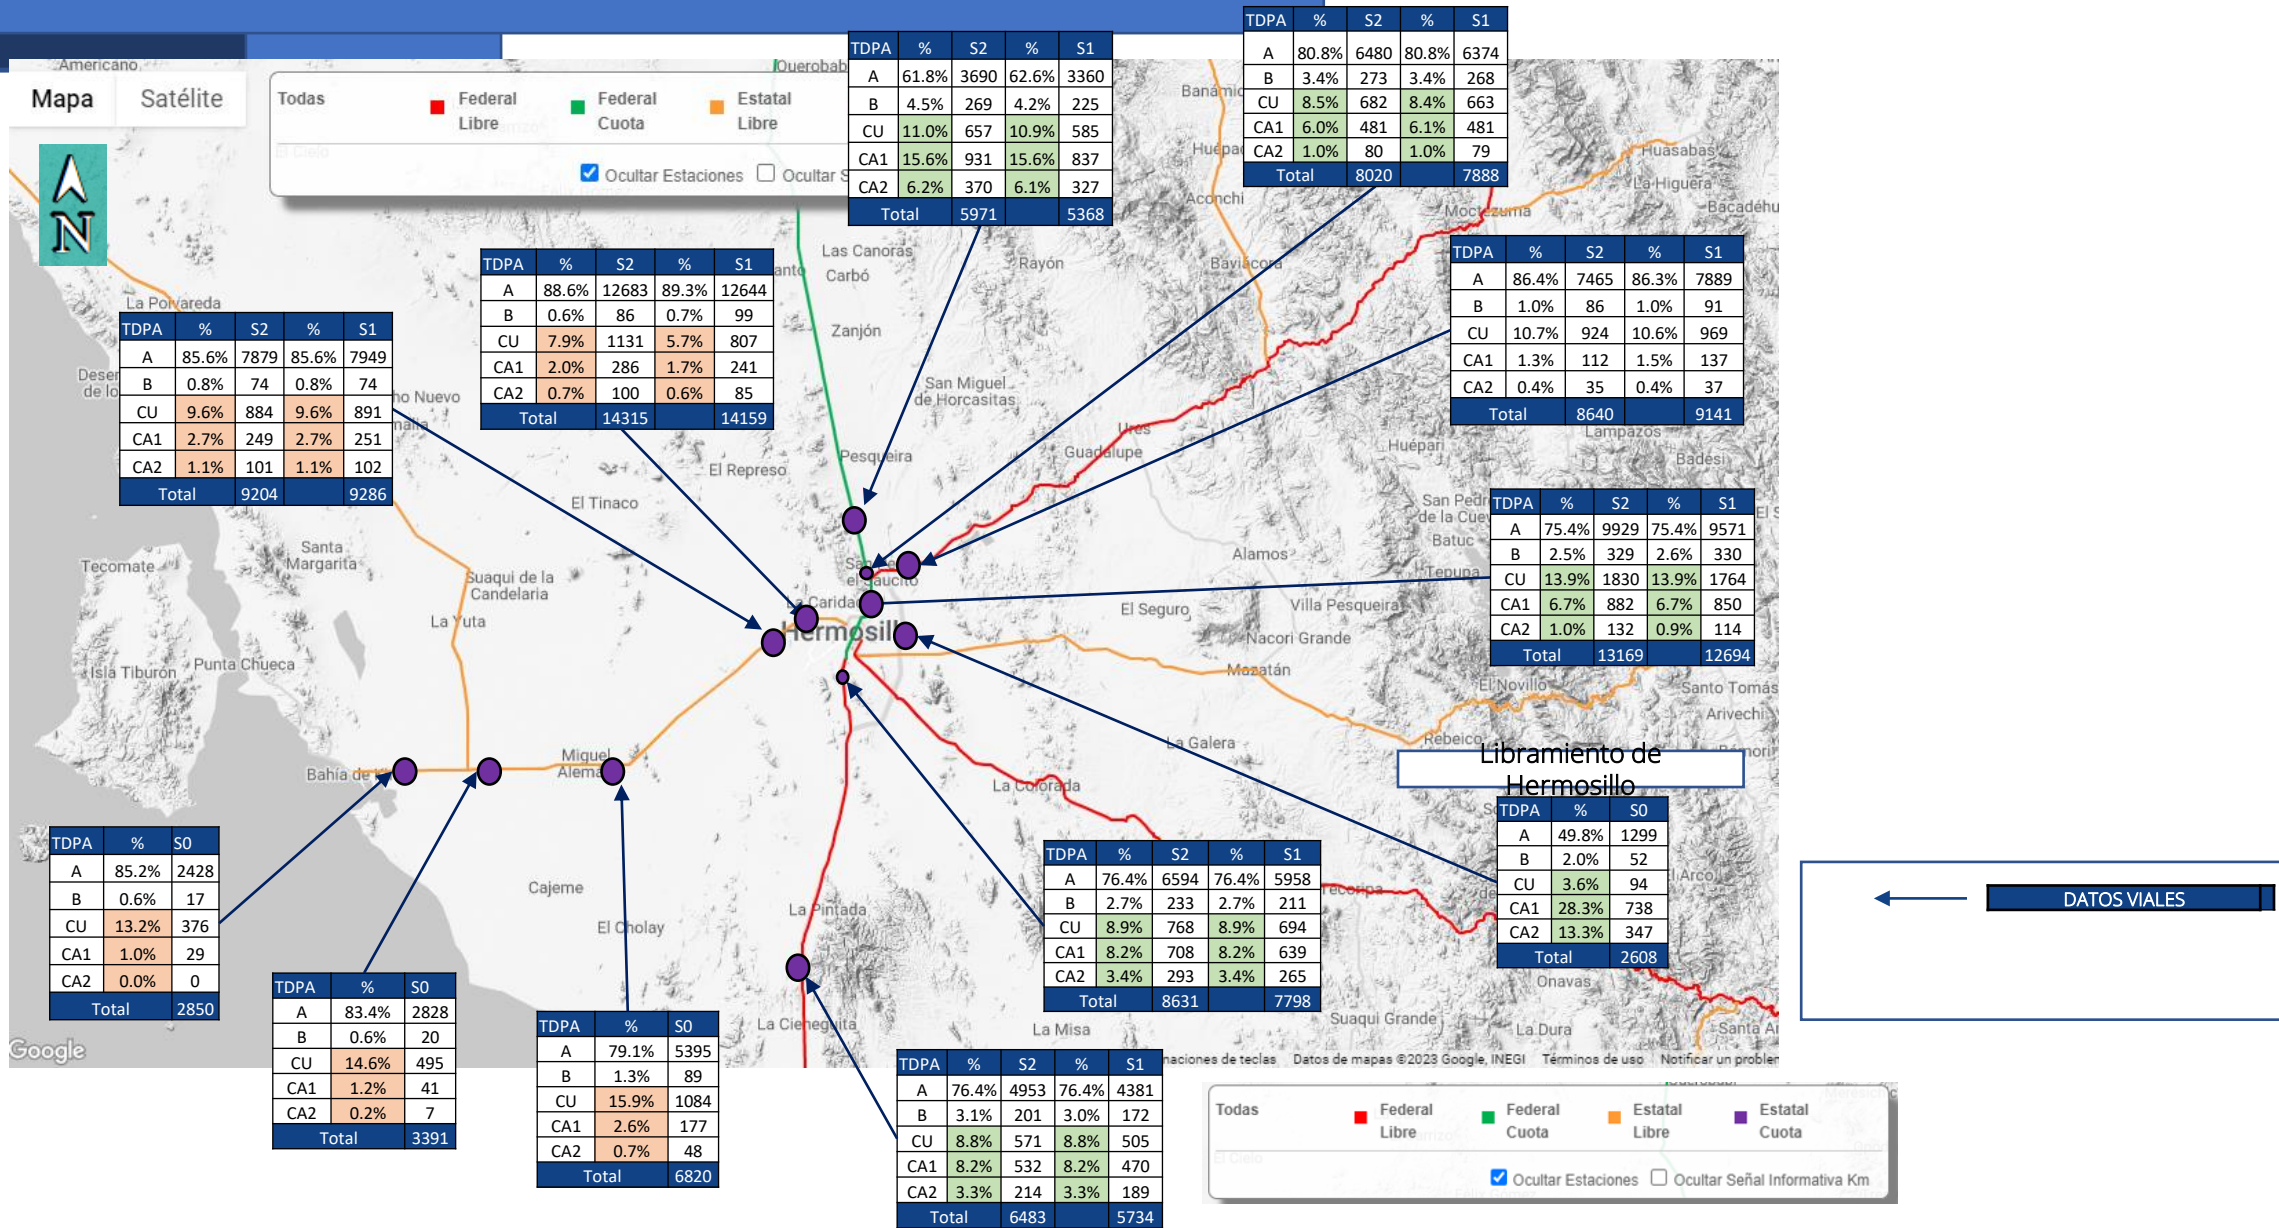 Americano
Mapa Satélite
Todas
Federal Libre
Federal Cuota
Estatal Libre
Ocultar Estaciones
TDPA % S2 % S1
A 61.8% 3690 62.6% 3360
B 4.5% 269 4.2% 225
CU 11.0% 657 10.9% 585
CA1 15.6% 931 15.6% 837
CA2 6.2% 370 6.1% 327
Total 5971 5368
TDPA % S2 % S1
A 80.8% 6480 80.8% 6374
B 3.4% 273 3.4% 268
CU 8.5% 682 8.4% 663
CA1 6.0% 481 6.1% 481
CA2 1.0% 80 1.0% 79
Total 8020 7888
TDPA % S2 % S1
A 88.6% 12683 89.3% 12644
B 0.6% 86 0.7% 99
CU 7.9% 1131 5.7% 807
CA1 2.0% 286 1.7% 241
CA2 0.7% 100 0.6% 85
Total 14315 14159
TDPA % S2 % S1
A 86.4% 7465 86.3% 7889
B 1.0% 86 1.0% 91
CU 10.7% 924 10.6% 969
CA1 1.3% 112 1.5% 137
CA2 0.4% 35 0.4% 37
Total 8640 9141
TDPA % S2 % S1
A 85.6% 7879 85.6% 7949
B 0.8% 74 0.8% 74
CU 9.6% 884 9.6% 891
CA1 2.7% 249 2.7% 251
CA2 1.1% 101 1.1% 102
Total 9204 9286
TDPA % S2 % S1
A 75.4% 9929 75.4% 9571
B 2.5% 329 2.6% 330
CU 13.9% 1830 13.9% 1764
CA1 6.7% 882 6.7% 850
CA2 1.0% 132 0.9% 114
Total 13169 12694
N
Huásabas
La Higuera
Bacadéhu
Aconchi
Moctezuma
Las Canoras
Carbó
Rayón
Baviácora
La Polvareda
Zanjón
San Miguel de Horcasitas
Ures
Guadalupe
Huépari
Lampazos
Badesi
Pesqueira
El Represo
El Tinaco
Batuc
Tepupa
Alamos
Santa Margarita
Tecomate
Suaqui de la Candelaria
La Yuta
Hermosill
El Seguro
Villa Pesqueira
Nacori Grande
Mazatán
Isla Tiburón
Punta Chueca
El Novillo
Santo Tomás
Arivechi
Rebeico
La Galera
La Colorada
Miguel
Bahía de
Libramiento de
Hermosillo
TDPA % S0
A 49.8% 1299
B 2.0% 52
CU 3.6% 94
CA1 28.3% 738
CA2 13.3% 347
Total 2608
TDPA % S0
A 85.2% 2428
B 0.6% 17
CU 13.2% 376
CA1 1.0% 29
CA2 0.0% 0
Total 2850
TDPA % S2 % S1
A 76.4% 6594 76.4% 5958
B 2.7% 233 2.7% 211
CU 8.9% 768 8.9% 694
CA1 8.2% 708 8.2% 639
CA2 3.4% 293 3.4% 265
Total 8631 7798
DATOS VIALES
Cajeme
El Cholay
La Pintada
La Cieneguita
La Misa
Suaqui Grande
Onavas
La Dura
TDPA % S0
A 83.4% 2828
B 0.6% 20
CU 14.6% 495
CA1 1.2% 41
CA2 0.2% 7
Total 3391
TDPA % S0
A 79.1% 5395
B 1.3% 89
CU 15.9% 1084
CA1 2.6% 177
CA2 0.7% 48
Total 6820
TDPA % S2 % S1
A 76.4% 4953 76.4% 4381
B 3.1% 201 3.0% 172
CU 8.8% 571 8.8% 505
CA1 8.2% 532 8.2% 470
CA2 3.3% 214 3.3% 189
Total 6483 5734
Google
naciones de teclas Datos de mapas ©2023 Google, INEGI Términos de uso Notificar un problem
Todas
Federal Libre
Federal Cuota
Estatal Libre
Estatal Cuota
Ocultar Estaciones Ocultar Señal Informativa Km